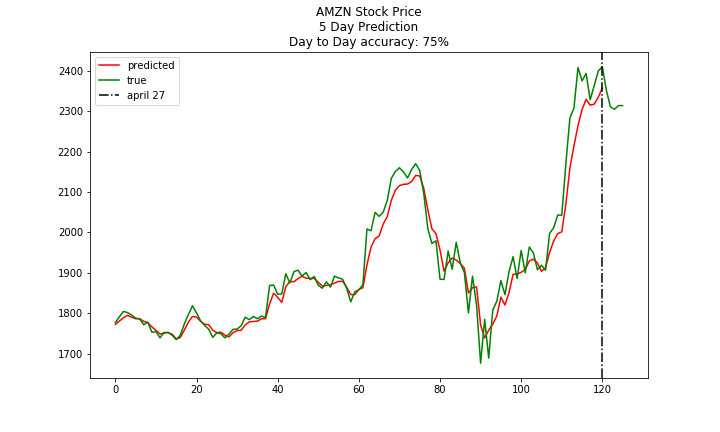 AMZN Stock Price
5 Day Prediction
Day to Day accuracy: 75%
predicted
true
april 27
2400
2300
2200
2100
2000
1900
1800
1700
0 20 40 60 80 100 120